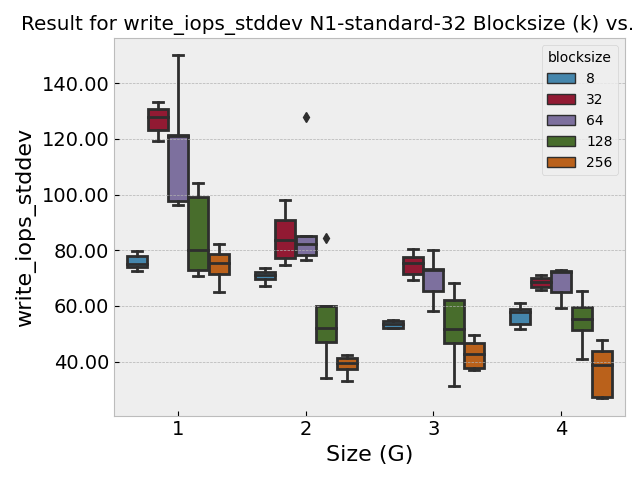 Result for write_iops_stddev N1-standard-32 Blocksize (k) vs.
write_iops_stddev
140.00
120.00
100.00
80.00
60.00
40.00
blocksize
8
32
64
128
256
1 2 3 4
Size (G)